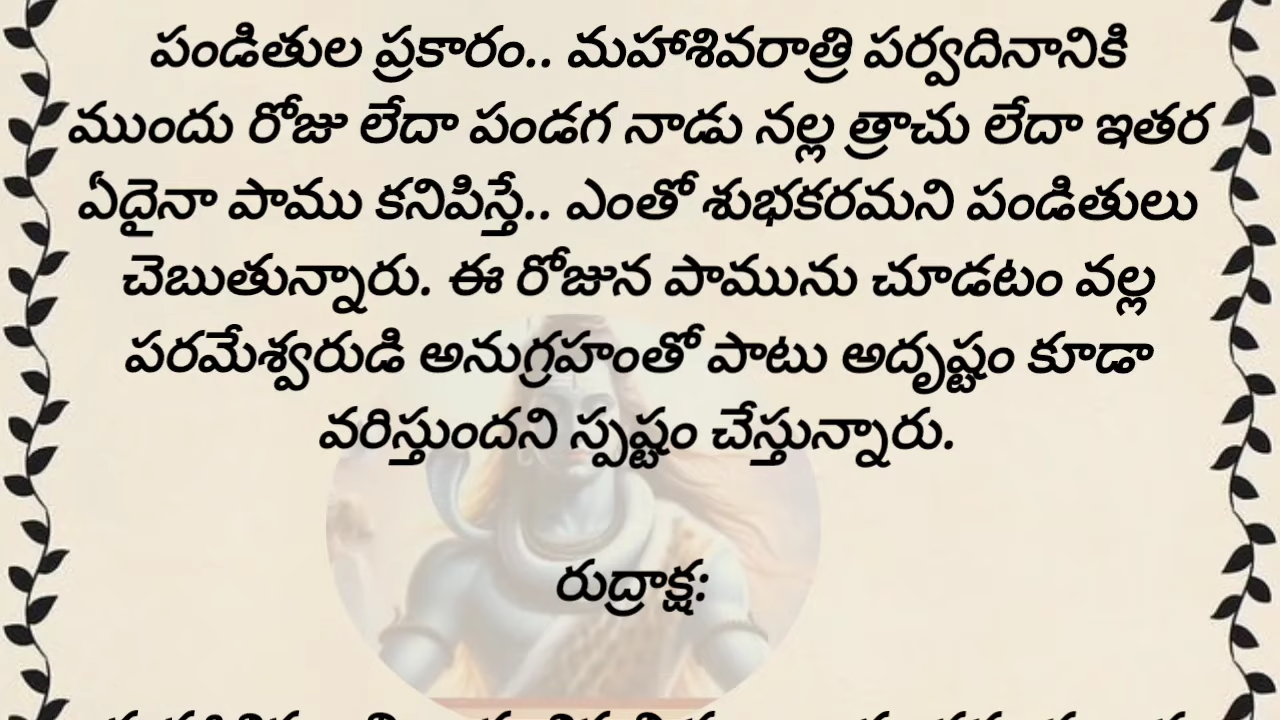 పండితుల ప్రకారం.. మహాశివరాత్రి పర్వదినానికి
ముందు రోజు లేదా పండగ నాడు నల్ల త్రాచు లేదా ఇతర
ఏదైనా పాము కనిపిస్తే.. ఎంతో శుభకరమని పండితులు
చెబుతున్నారు. ఈ రోజున పామును చూడటం వల్ల
పరమేశ్వరుడి అనుగ్రహంతో పాటు అదృష్టం కూడా
వరిస్తుందని స్పష్టం చేస్తున్నారు.
రుద్రాక్ష: